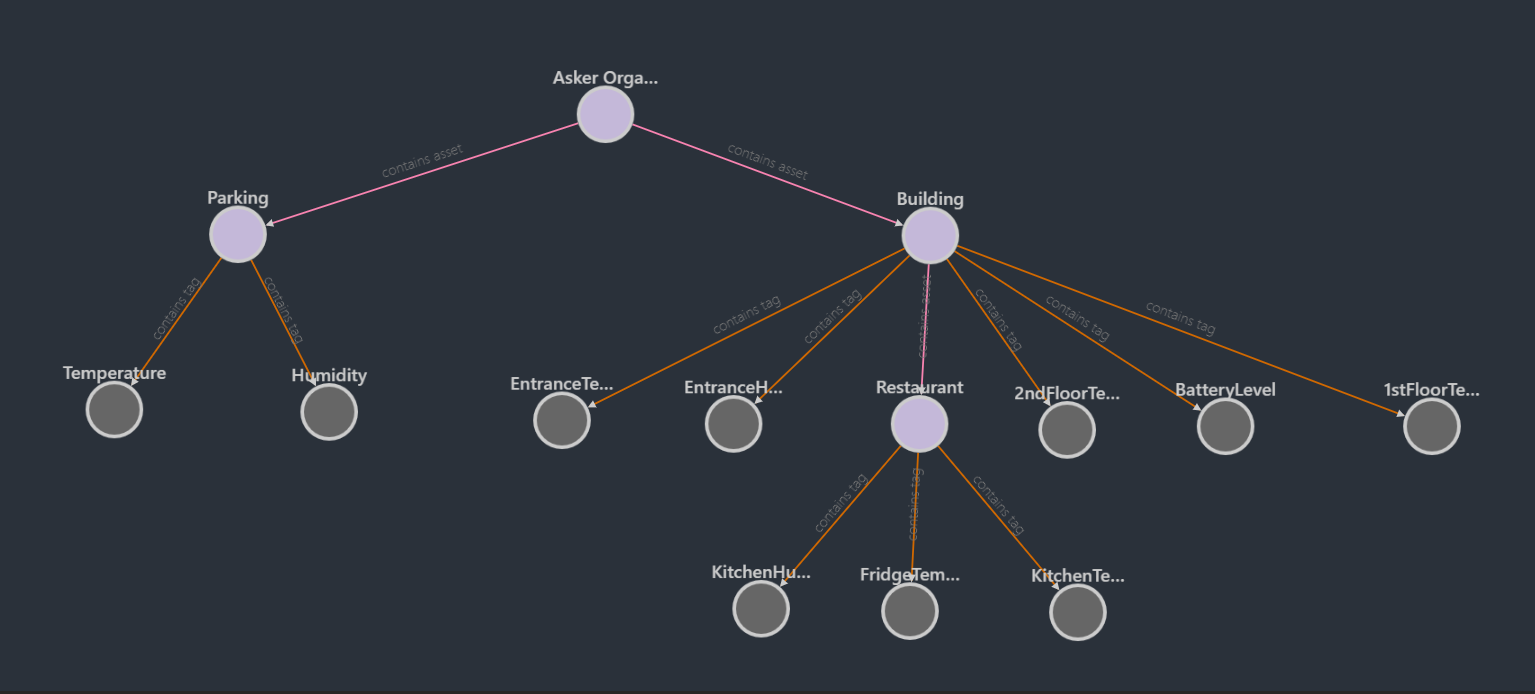 Asker Orga...
contains asset
contains asset
Parking
Building
contains tag
contains tag
contains tag
contains tag
contains asset
contains tag
contains tag
contains tag
Temperature
Humidity
EntranceTe...
EntranceH...
Restaurant
2ndFloorTe...
BatteryLevel
1stFloorTe...
contains tag
contains tag
contains tag
KitchenHu...
FridgeTem...
KitchenTe...